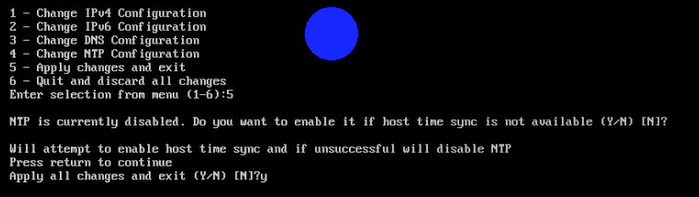 1 - Change IPv4 Configuration
2 - Change IPv6 Configuration
3 - Change DNS Configuration
4 - Change NTP Configuration
5 - Apply changes and exit
6 - Quit and discard all changes
Enter selection from menu (1-6):5
NTP is currently disabled. Do you want to enable it if host time sync is not available (Y/N) [N]?
Will attempt to enable host time sync and if unsuccessful will disable NTP
Press return to continue
Apply all changes and exit (Y/N) [N]?y